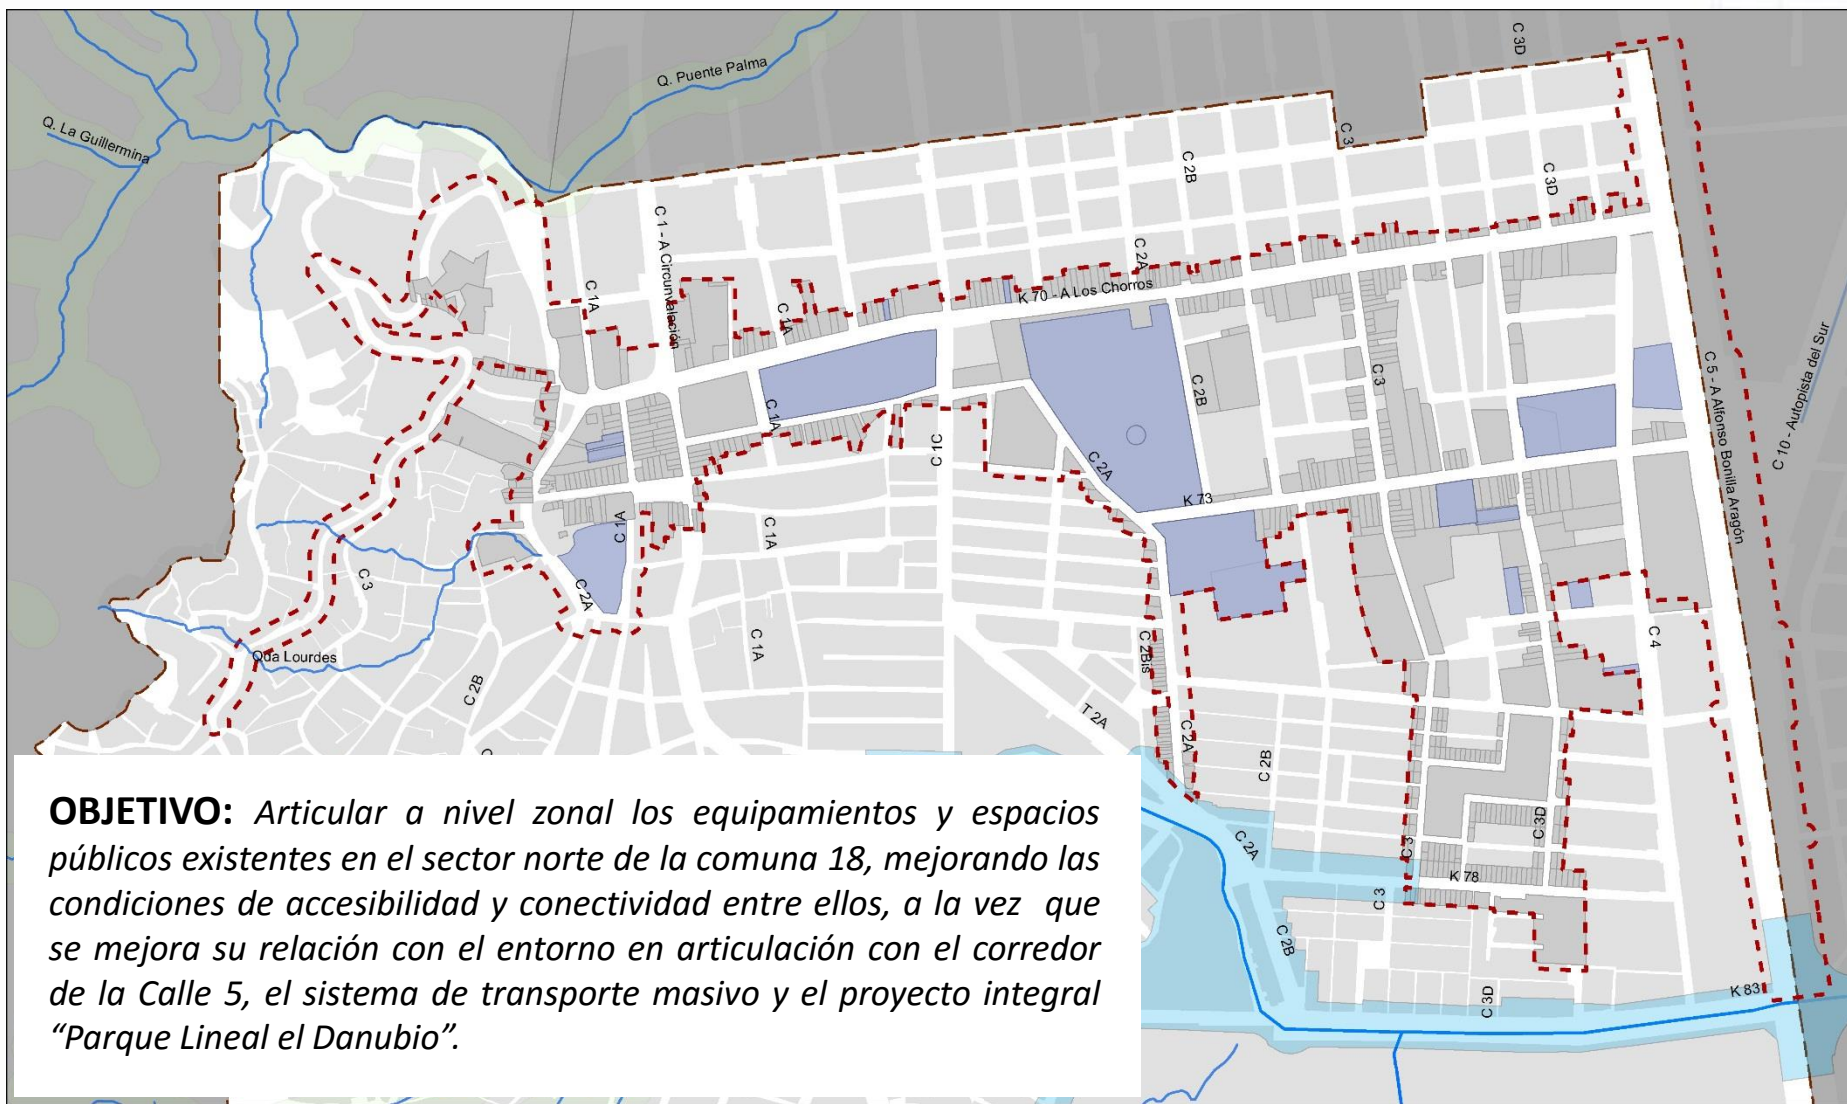 C 3D
Q. Puente Palma
Q. La Guillermina
C 3
C 2B
C 3D
C 1 - A Circunvalación
C 2A
C 1A
K 70 - A Los Chorros
C 1A
C 5 - A Alfonso Bonilla Aragón
C 10 - Autopista del Sur
C 3
C 2B
C 1A
C 1C
C 2A
K 73
C 1A
C 1A
C 3
C 2A
C 1A
C 2Bis
C 4
Qda Lourdes
C 2B
T 2A
C 2A
C 2B
C
C 3D
C 2A
C 3
K 78
C 3
C 2B
C 3D
K 83
OBJETIVO: Articular a nivel zonal los equipamientos y espacios
públicos existentes en el sector norte de la comuna 18, mejorando las
condiciones de accesibilidad y conectividad entre ellos, a la vez que
se mejora su relación con el entorno en articulación con el corredor
de la Calle 5, el sistema de transporte masivo y el proyecto integral
“Parque Lineal el Danubio”.